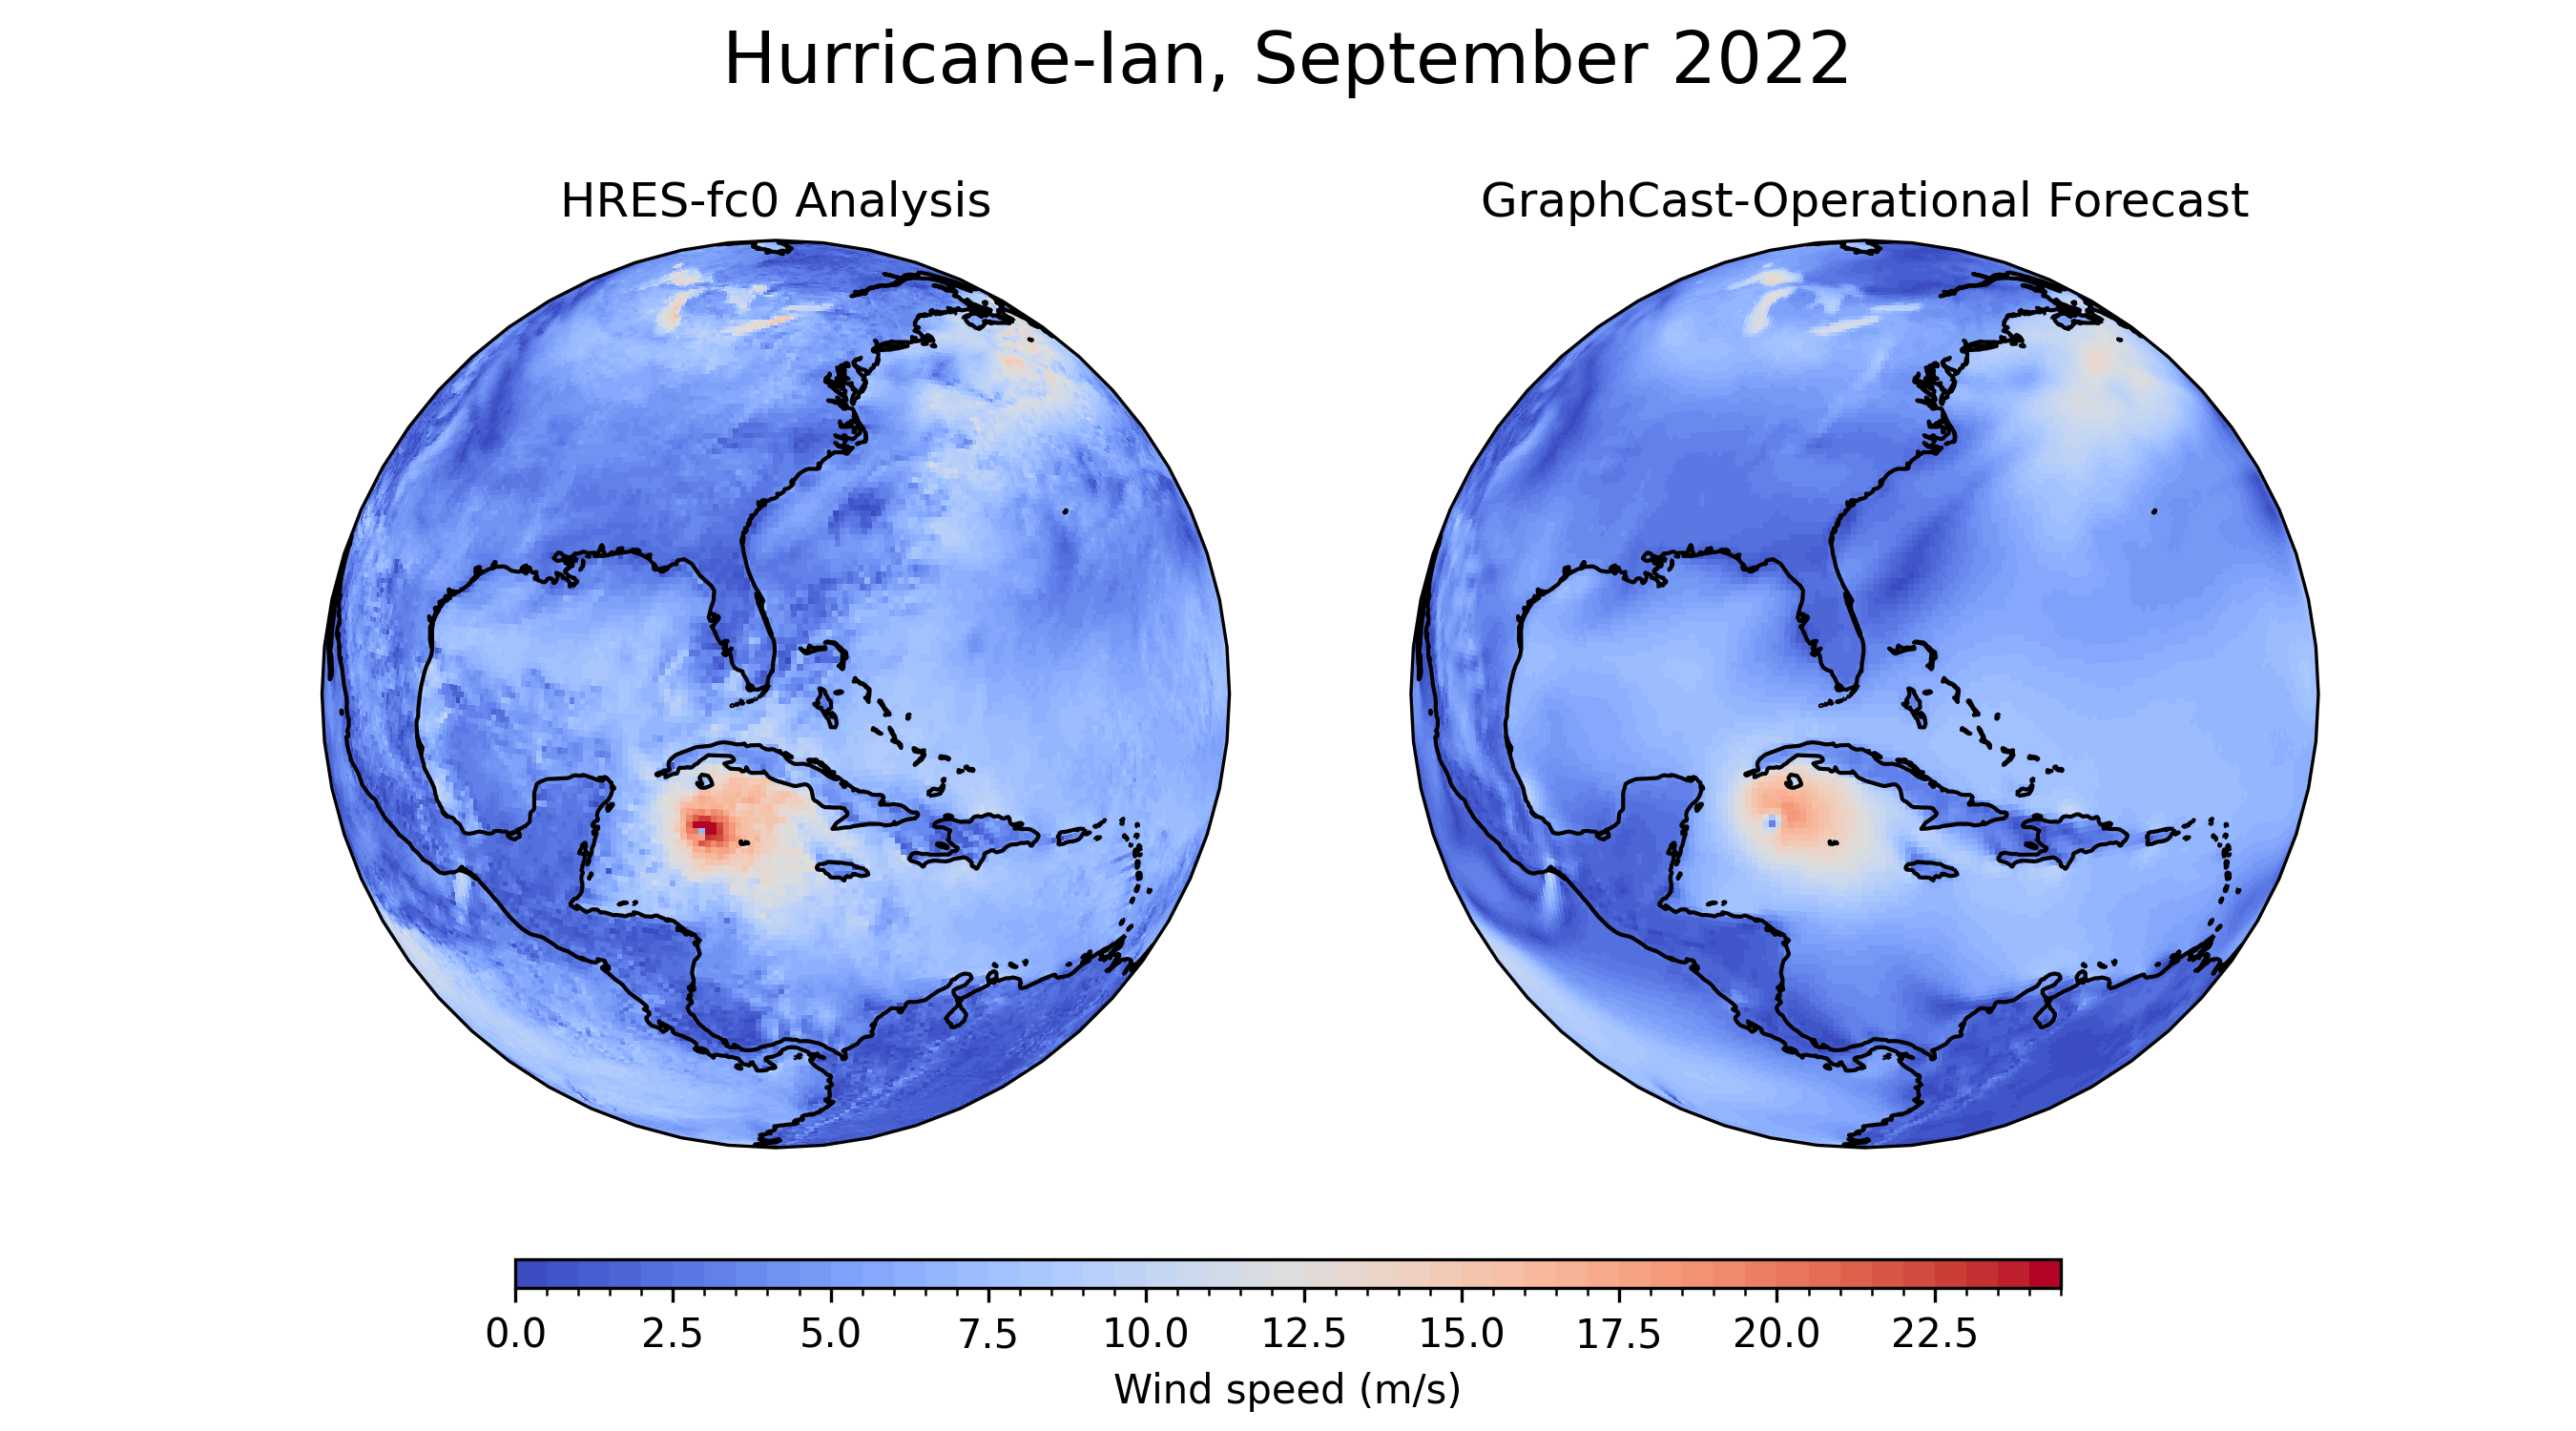 Hurricane-Ian, September 2022
HRES-fc0 Analysis
GraphCast-Operational Forecast
0.0 2.5 5.0 7.5 10.0 12.5 15.0 17.5 20.0 22.5
Wind speed (m/s)